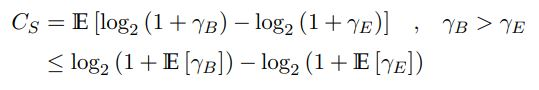 C_S = 𝔼 [log₂ (1 + γ_B) − log₂ (1 + γ_E)] , γ_B > γ_E
≤ log₂ (1 + 𝔼 [γ_B]) − log₂ (1 + 𝔼 [γ_E])